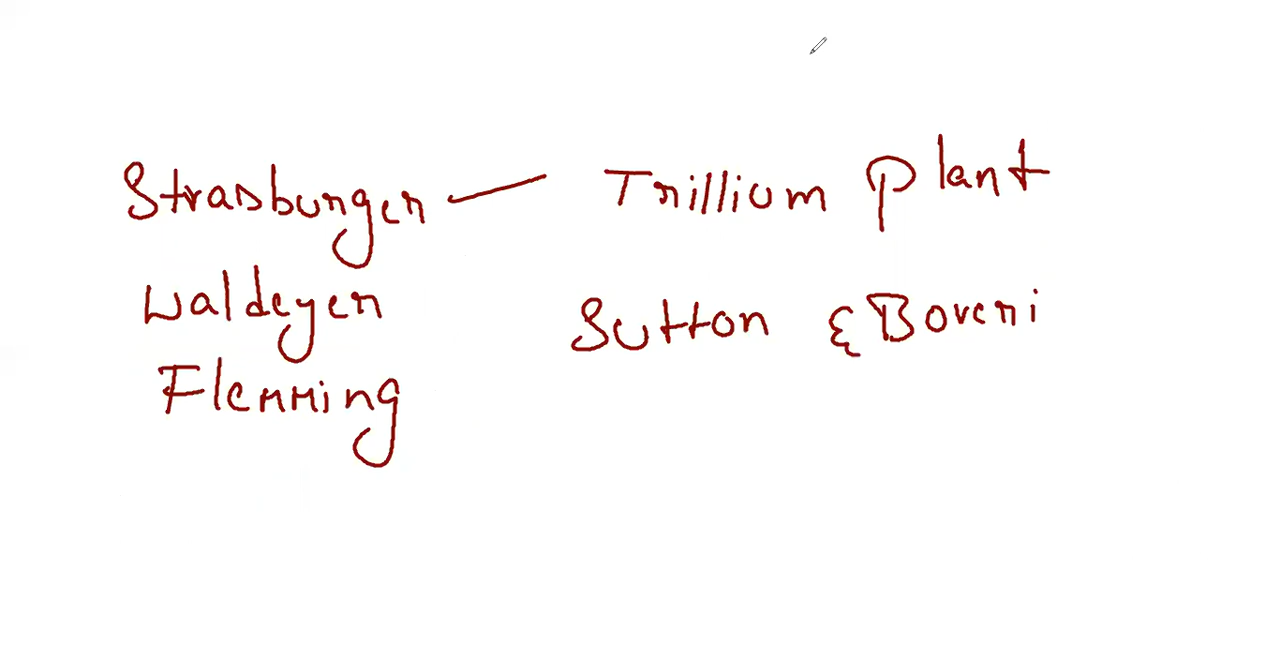 Strasburger — Trillium Plant
Waldeyer
Sutton & Boveri
Flemming